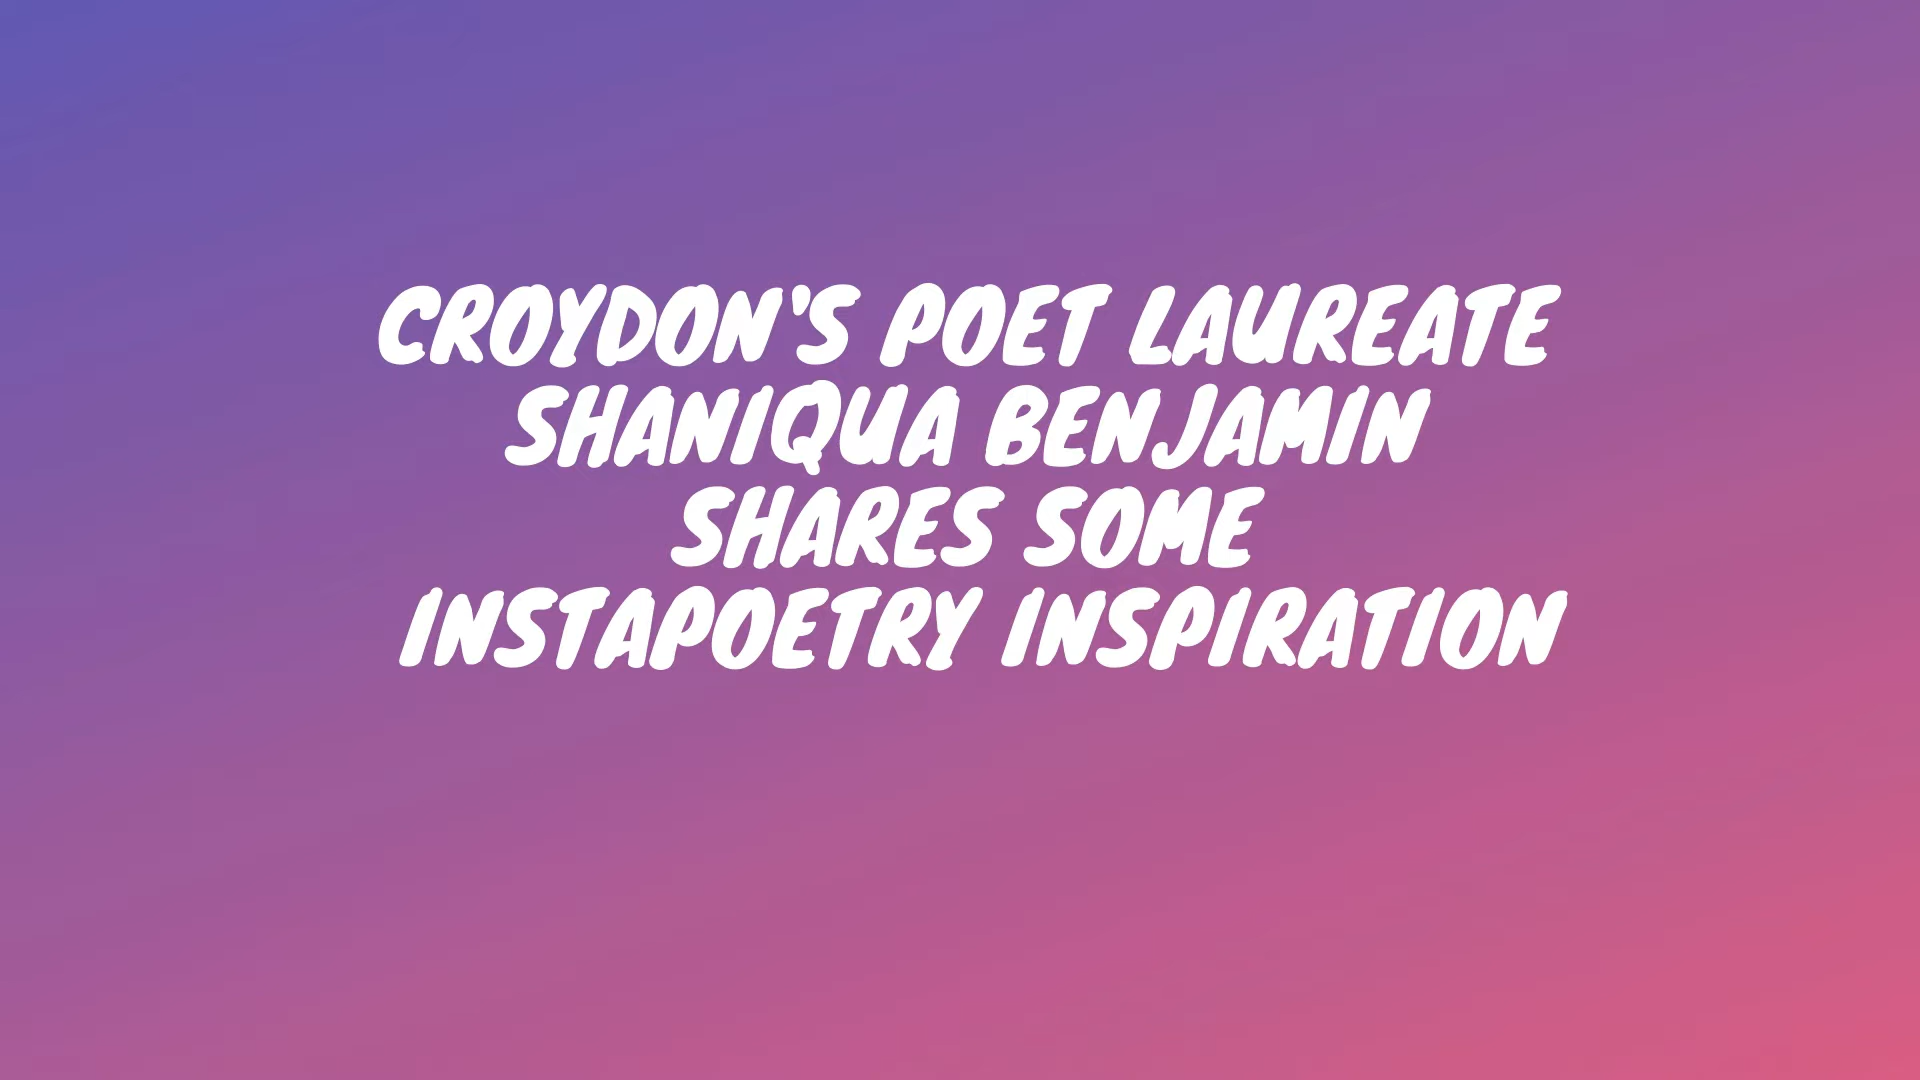 CROYDON'S POET LAUREATE
SHANIQUA BENJAMIN
SHARES SOME
INSTAPOETRY INSPIRATION